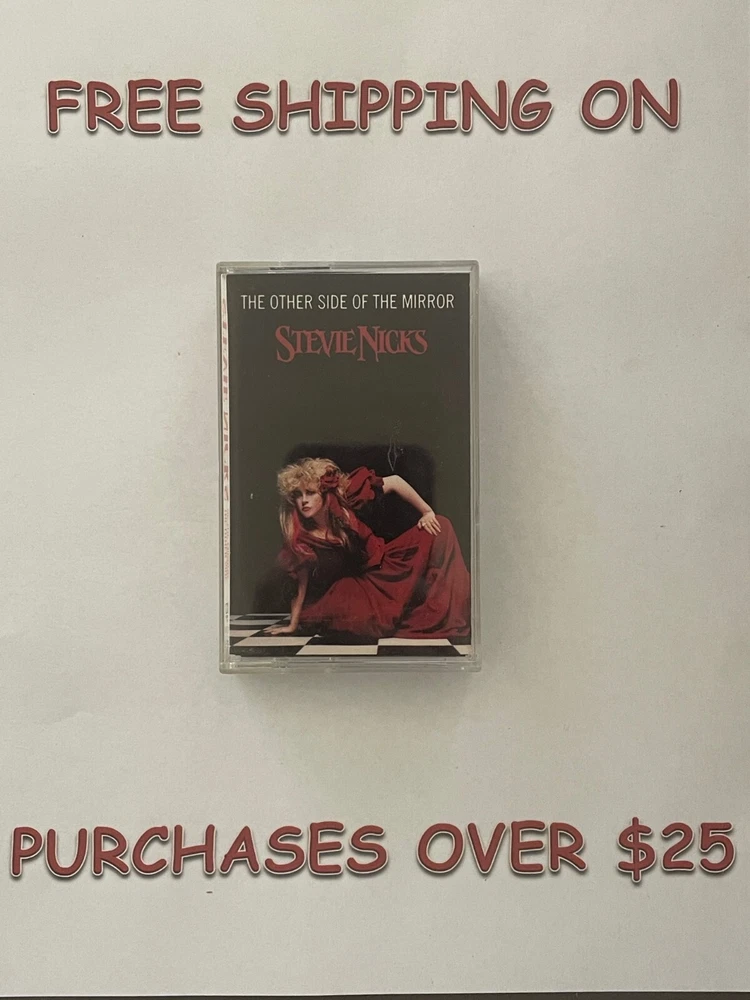 FREE SHIPPING ON
THE OTHER SIDE OF THE MIRROR
STEVIE NICKS
PURCHASES OVER $25